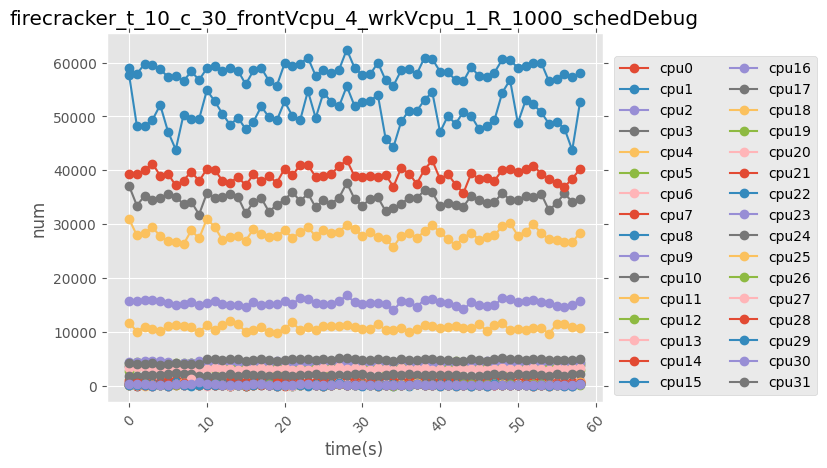 firecracker_t_10_c_30_frontVcpu_4_wrkVcpu_1_R_1000_schedDebug
num
60000
50000
40000
30000
20000
10000
0
0
10
20
30
40
50
60
time(s)
cpu0
cpu1
cpu2
cpu3
cpu4
cpu5
cpu6
cpu7
cpu8
cpu9
cpu10
cpu11
cpu12
cpu13
cpu14
cpu15
cpu16
cpu17
cpu18
cpu19
cpu20
cpu21
cpu22
cpu23
cpu24
cpu25
cpu26
cpu27
cpu28
cpu29
cpu30
cpu31